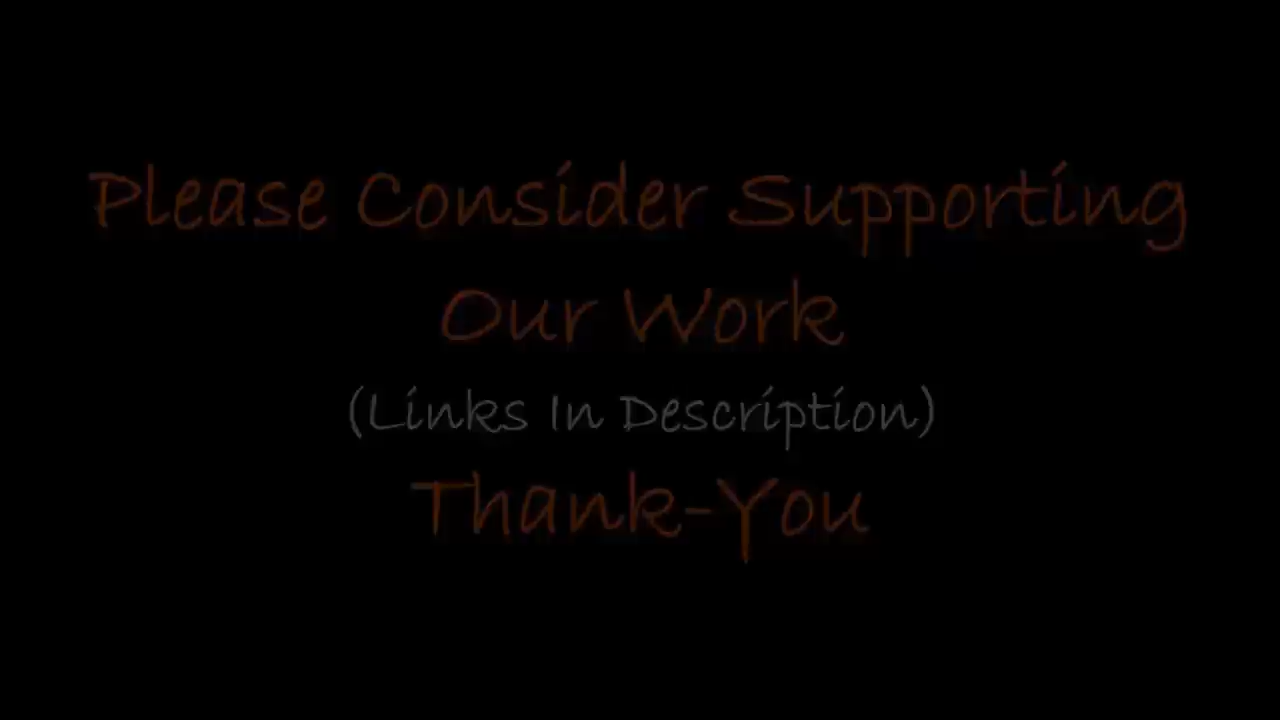 Please Consider Supporting
Our Work
(Links In Description)
Thank-You